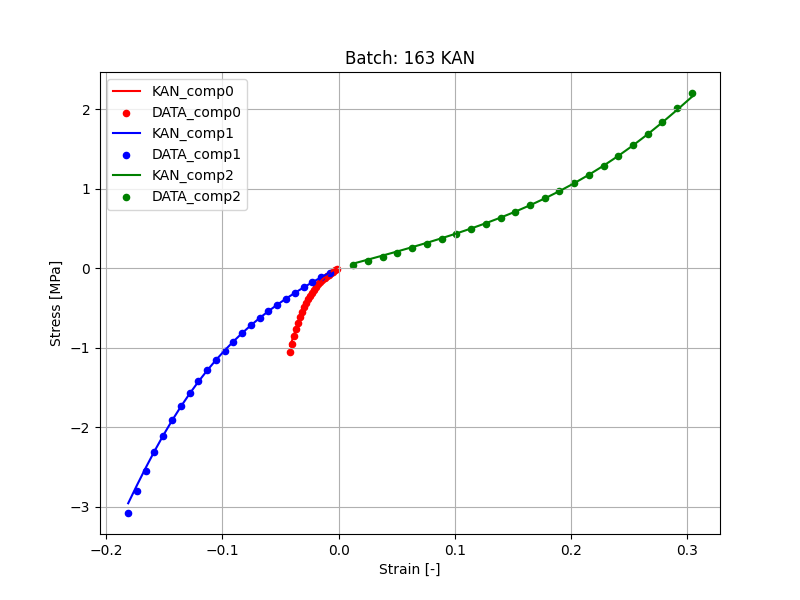 Batch: 163 KAN
KAN_comp0
DATA_comp0
KAN_comp1
DATA_comp1
KAN_comp2
DATA_comp2
2
1
0
−1
−2
−3
Stress [MPa]
−0.2
−0.1
0.0
0.1
0.2
0.3
Strain [-]